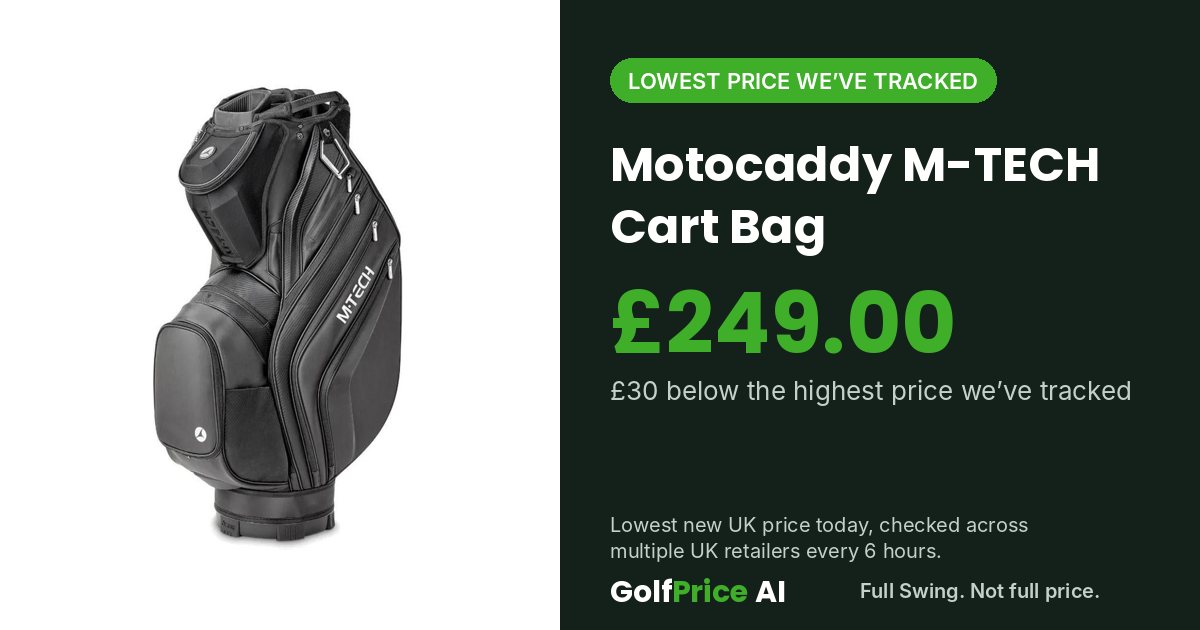 LOWEST PRICE WE’VE TRACKED
Motocaddy M-TECH
Cart Bag
£249.00
£30 below the highest price we’ve tracked
Lowest new UK price today, checked across
multiple UK retailers every 6 hours.
GolfPrice AI
Full Swing. Not full price.
M-TECH
M-TECH